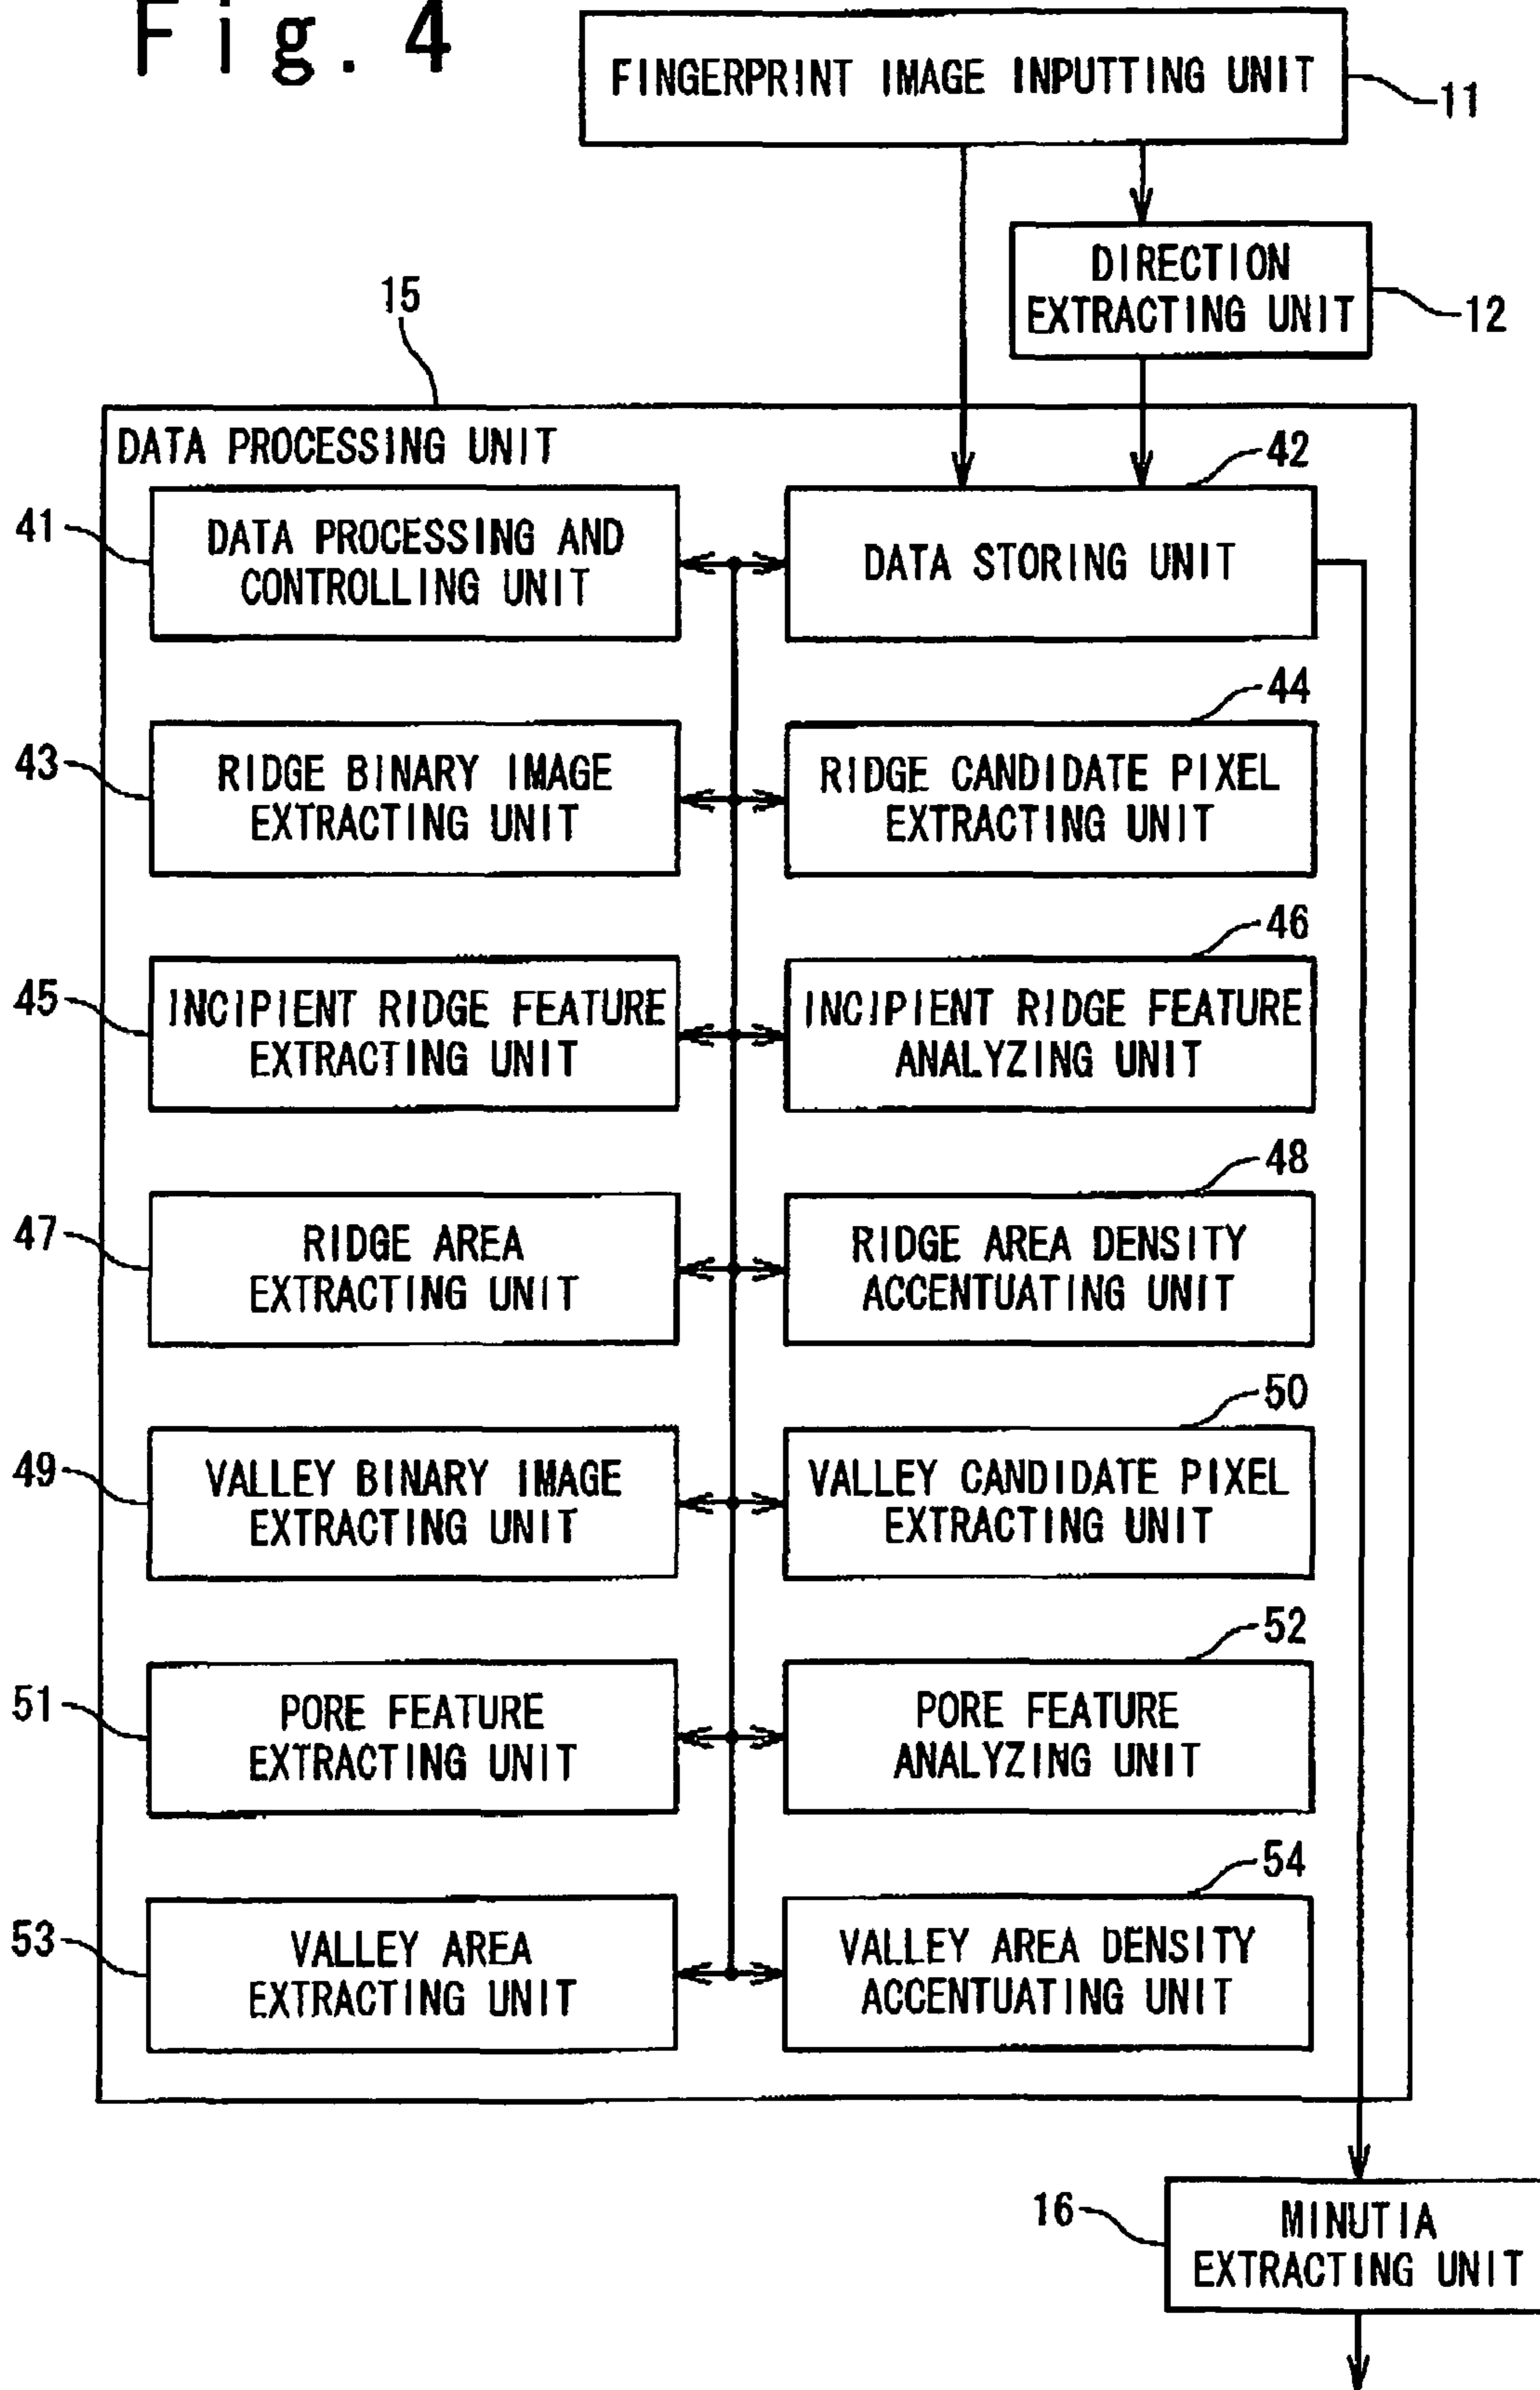 Fig. 4
FINGERPRINT IMAGE INPUTTING UNIT
11
DIRECTION
EXTRACTING UNIT
12
15
DATA PROCESSING UNIT
41
DATA PROCESSING AND
CONTROLLING UNIT
42
DATA STORING UNIT
43
RIDGE BINARY IMAGE
EXTRACTING UNIT
44
RIDGE CANDIDATE PIXEL
EXTRACTING UNIT
45
INCIPIENT RIDGE FEATURE
EXTRACTING UNIT
46
INCIPIENT RIDGE FEATURE
ANALYZING UNIT
47
RIDGE AREA
EXTRACTING UNIT
48
RIDGE AREA DENSITY
ACCENTUATING UNIT
49
VALLEY BINARY IMAGE
EXTRACTING UNIT
50
VALLEY CANDIDATE PIXEL
EXTRACTING UNIT
51
PORE FEATURE
EXTRACTING UNIT
52
PORE FEATURE
ANALYZING UNIT
53
VALLEY AREA
EXTRACTING UNIT
54
VALLEY AREA DENSITY
ACCENTUATING UNIT
16
MINUTIA
EXTRACTING UNIT